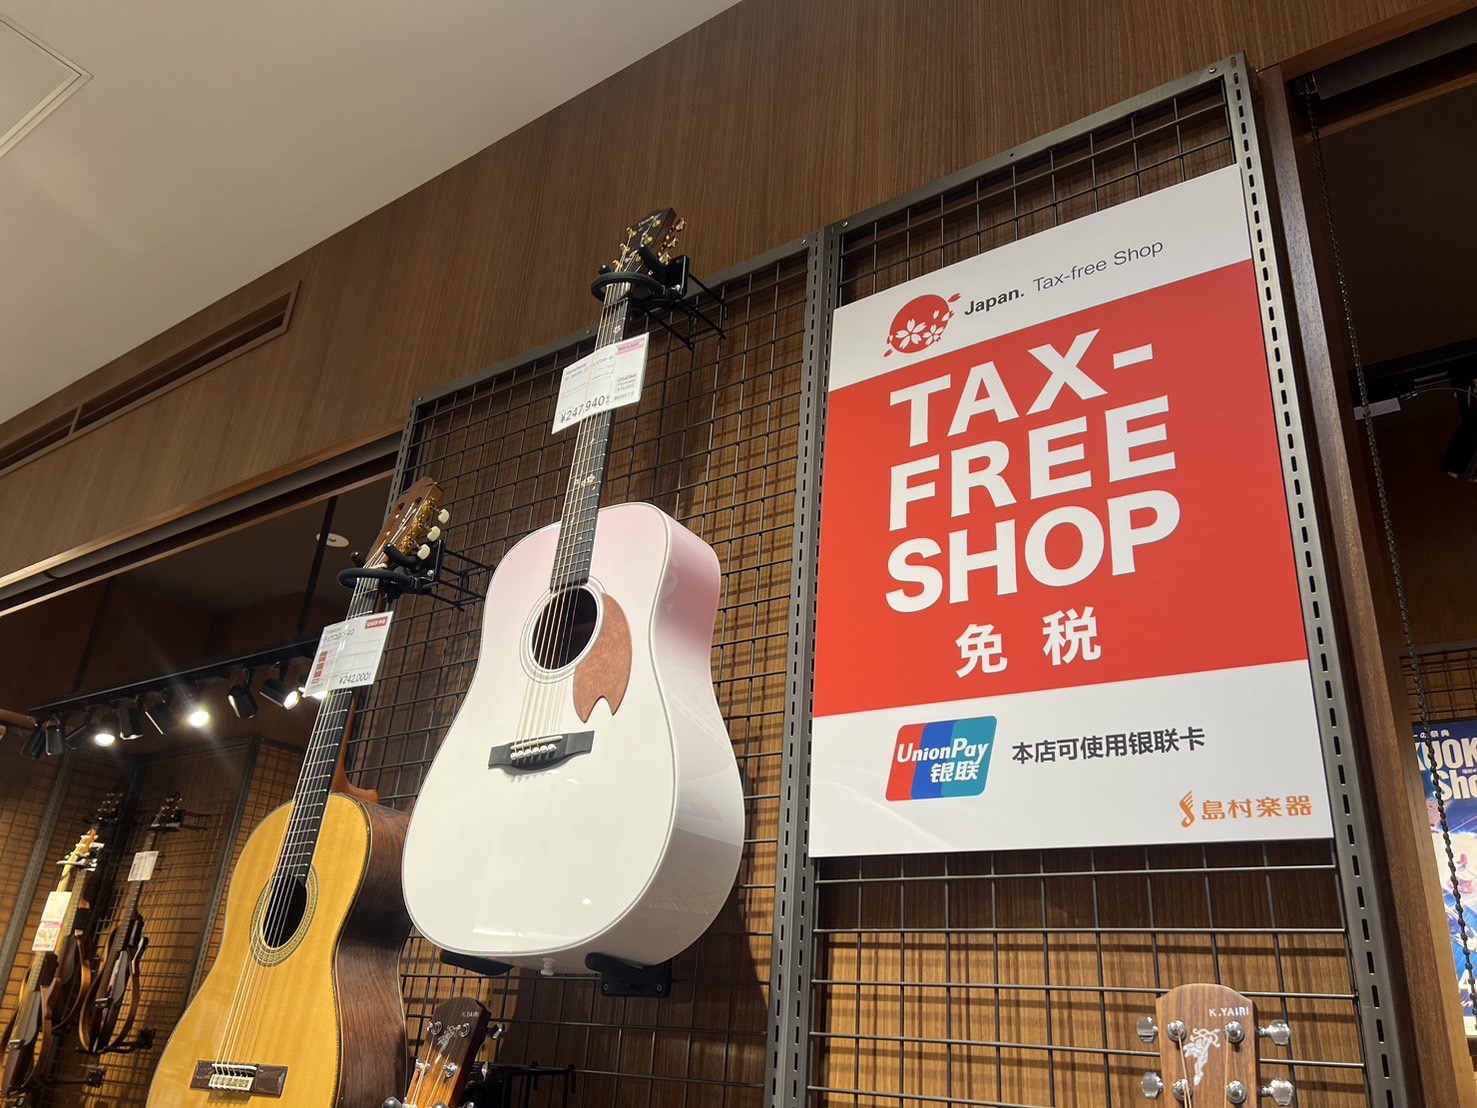 Japan. Tax-free Shop
TAX-
FREE
SHOP
免税
UnionPay
银联
本店可使用银联卡
島村楽器
¥247,940
¥242,000
K.YAIRI